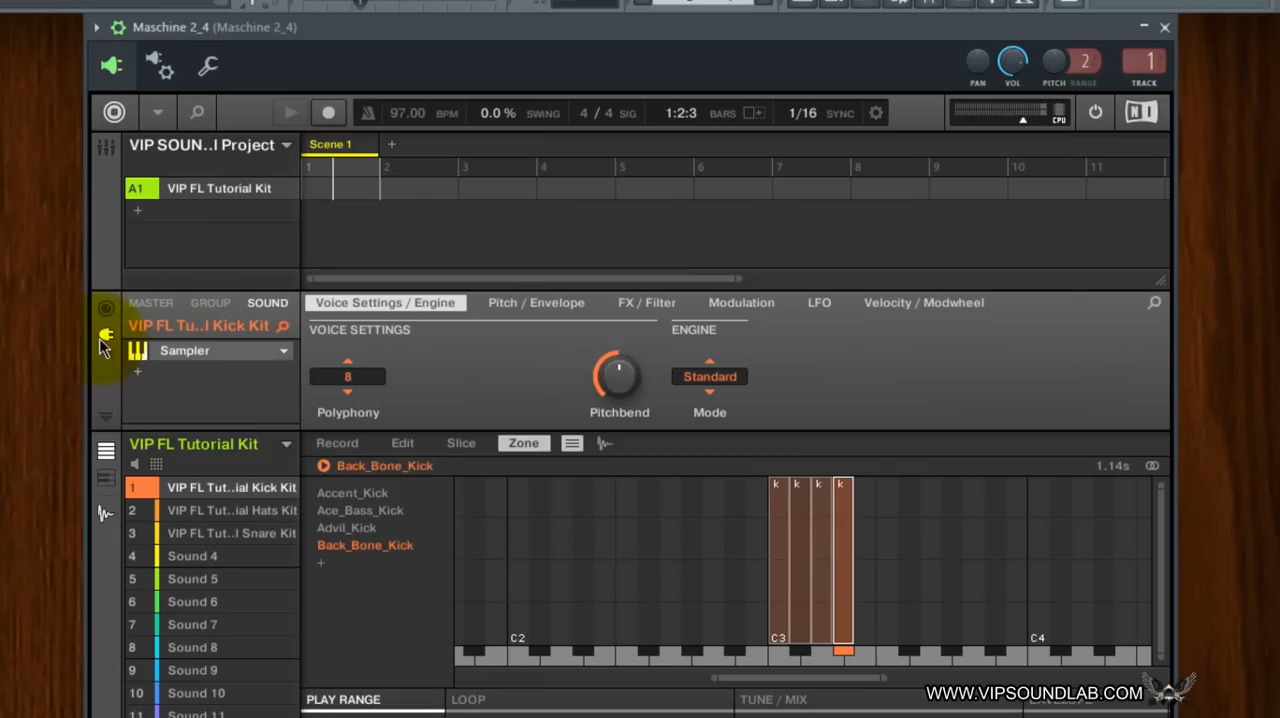 Maschine 2_4 (Maschine 2_4)
PAN VOL PITCH RANGE 2 TRACK 1
97.00 BPM 0.0% SWING 4 / 4 SIG 1:2:3 BARS 1/16 SYNC CPU NI
VIP SOUN..l Project Scene 1 +
1 2 3 4 5 6 7 8 9 10 11
A1 VIP FL Tutorial Kit
+
MASTER GROUP SOUND Voice Settings / Engine Pitch / Envelope FX / Filter Modulation LFO Velocity / Modwheel
VIP FL Tu..l Kick Kit VOICE SETTINGS ENGINE
Sampler
+
8 Standard
Polyphony Pitchbend Mode
VIP FL Tutorial Kit Record Edit Slice Zone
Back_Bone_Kick 1.14s
1 VIP FL Tut..ial Kick Kit
2 VIP FL Tut..ial Hats Kit
3 VIP FL Tut..l Snare Kit
4 Sound 4
5 Sound 5
6 Sound 6
7 Sound 7
8 Sound 8
9 Sound 9
10 Sound 10
11 Sound 11
Accent_Kick
Ace_Bass_Kick
Advil_Kick
Back_Bone_Kick
+
k k k k
C2 C3 C4
PLAY RANGE LOOP TUNE / MIX
WWW.VIPSOUNDLAB.COM